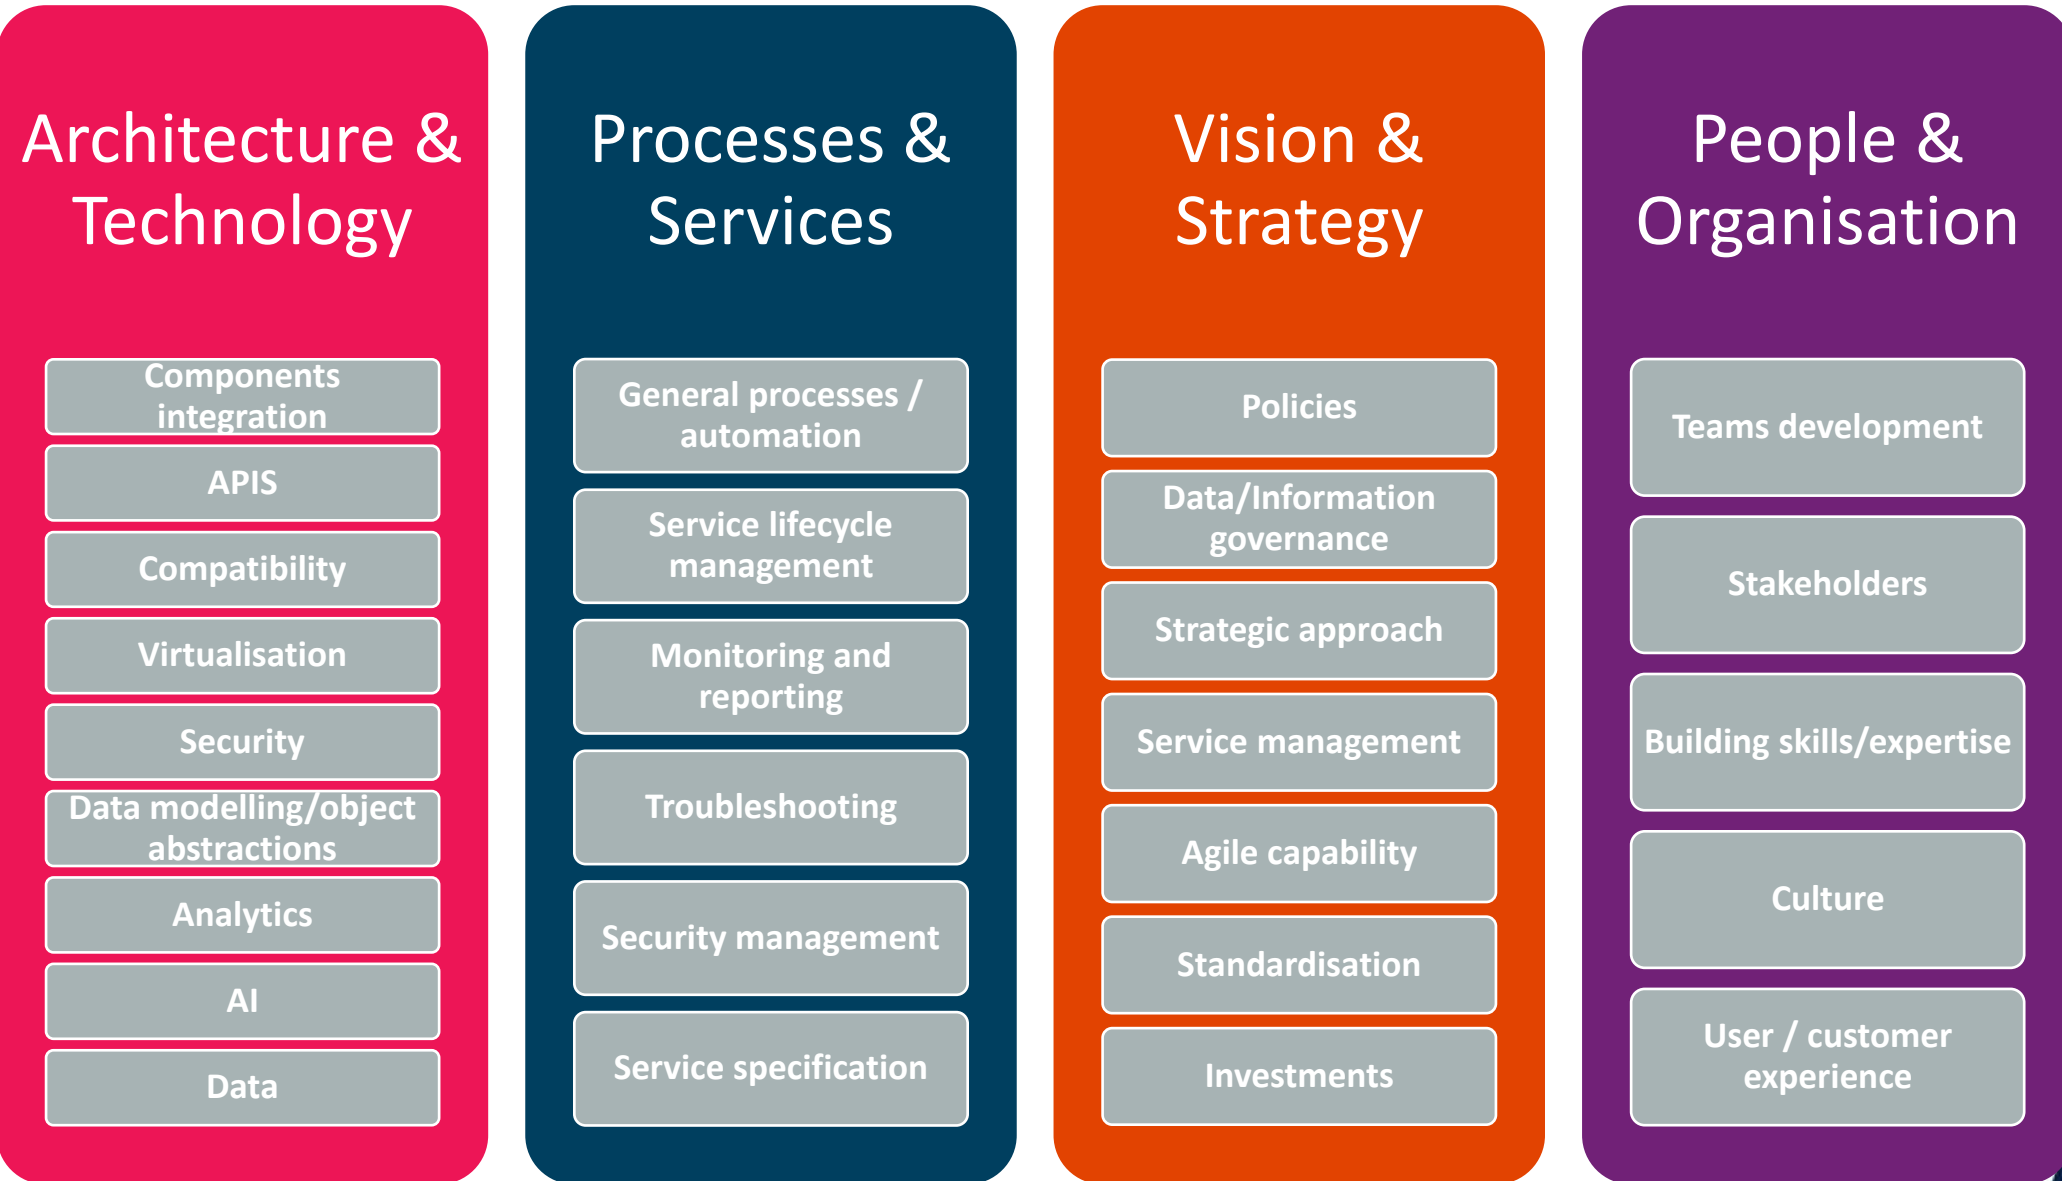 Architecture &
Technology
Components
integration
APIS
Compatibility
Virtualisation
Security
Data modelling/object
abstractions
Analytics
AI
Data
Processes &
Services
General processes /
automation
Service lifecycle
management
Monitoring and
reporting
Troubleshooting
Security management
Service specification
Vision &
Strategy
Policies
Data/Information
governance
Strategic approach
Service management
Agile capability
Standardisation
Investments
People &
Organisation
Teams development
Stakeholders
Building skills/expertise
Culture
User / customer
experience